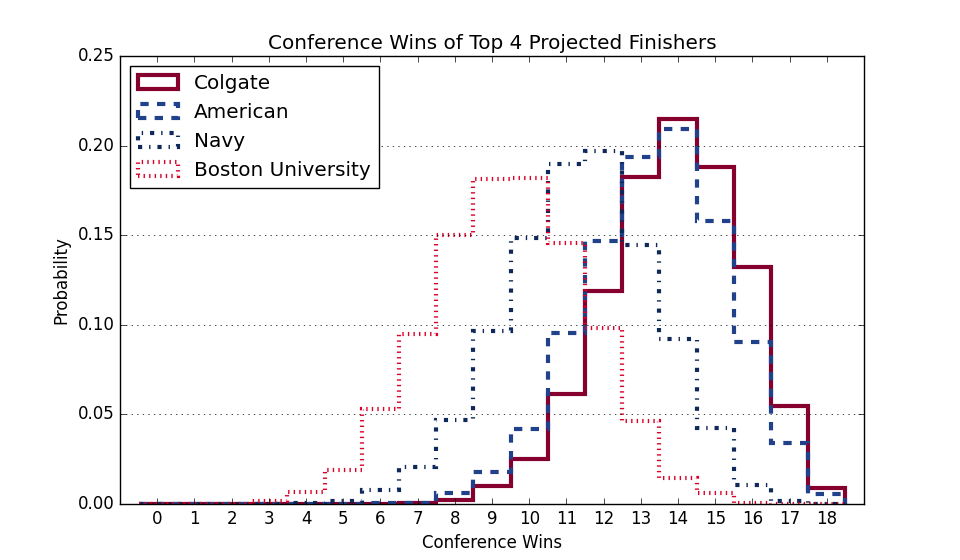 Conference Wins of Top 4 Projected Finishers
0.25
0.20
0.15
0.10
0.05
0.00
Probability
Colgate
American
Navy
Boston University
0 1 2 3 4 5 6 7 8 9 10 11 12 13 14 15 16 17 18
Conference Wins